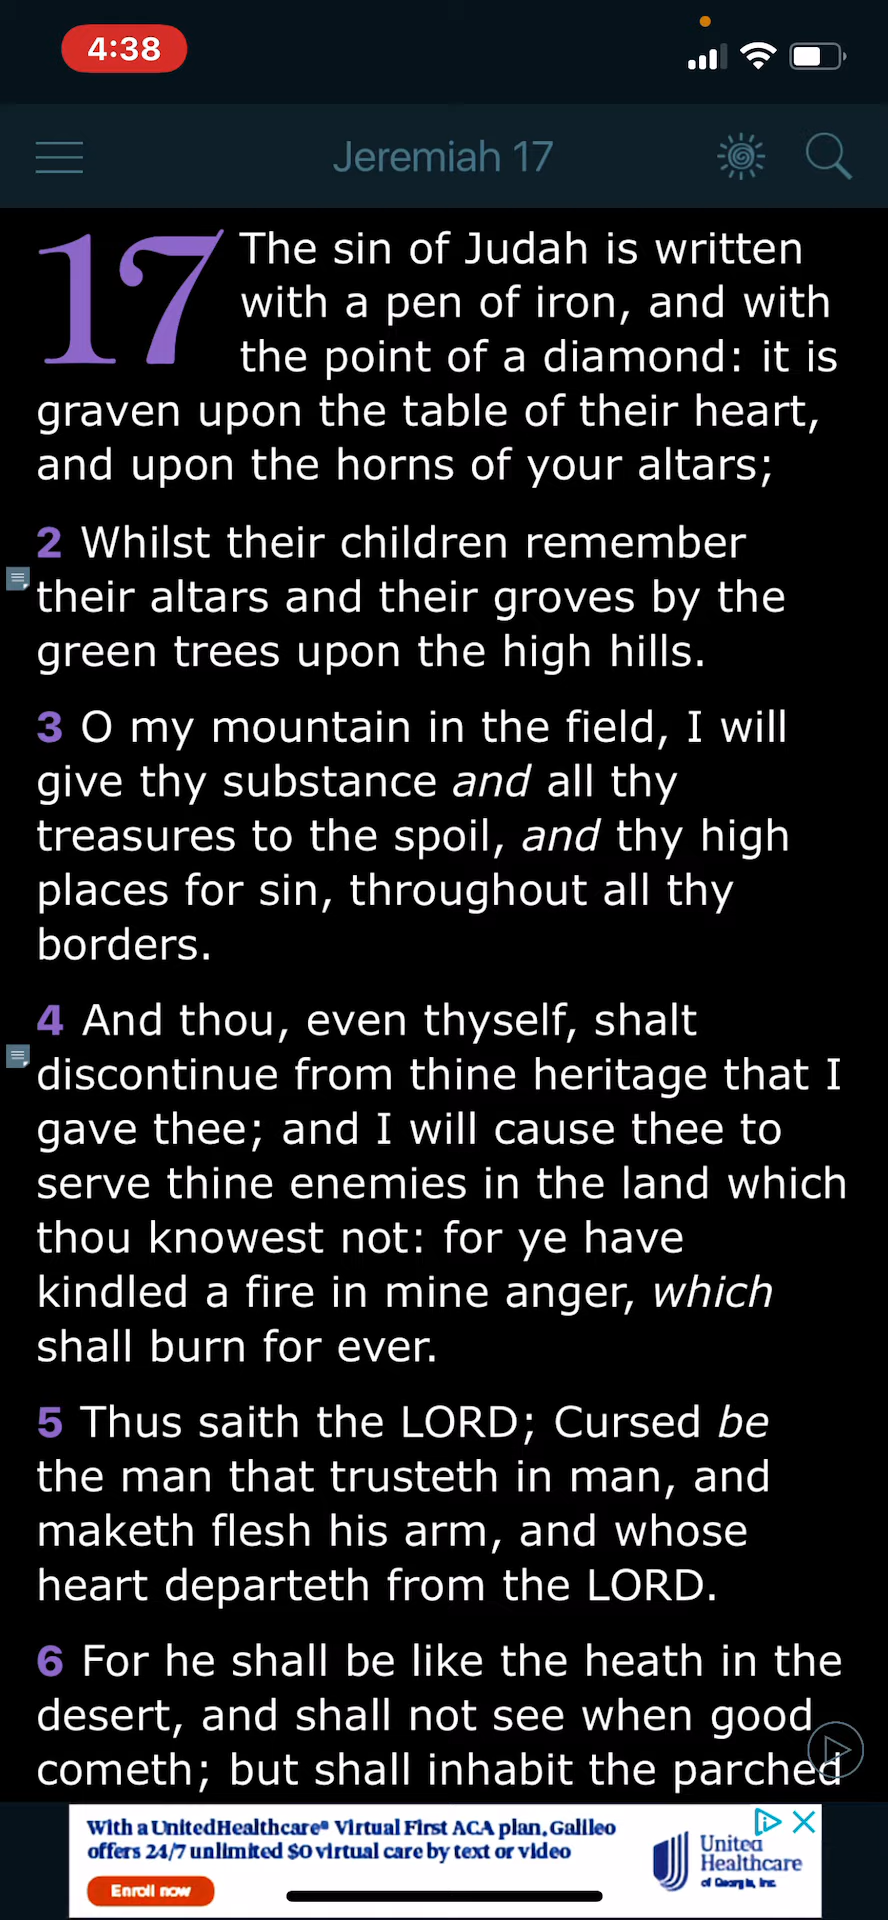 4:38
Jeremiah 17
17 The sin of Judah is written
with a pen of iron, and with
the point of a diamond: it is
graven upon the table of their heart,
and upon the horns of your altars;
2 Whilst their children remember
their altars and their groves by the
green trees upon the high hills.
3 O my mountain in the field, I will
give thy substance and all thy
treasures to the spoil, and thy high
places for sin, throughout all thy
borders.
4 And thou, even thyself, shalt
discontinue from thine heritage that I
gave thee; and I will cause thee to
serve thine enemies in the land which
thou knowest not: for ye have
kindled a fire in mine anger, which
shall burn for ever.
5 Thus saith the LORD; Cursed be
the man that trusteth in man, and
maketh flesh his arm, and whose
heart departeth from the LORD.
6 For he shall be like the heath in the
desert, and shall not see when good
cometh; but shall inhabit the parched
With a UnitedHealthcare® Virtual First ACA plan, Galileo
offers 24/7 unlimited $0 virtual care by text or video
Enroll now
United
Healthcare
of Georgia, Inc.